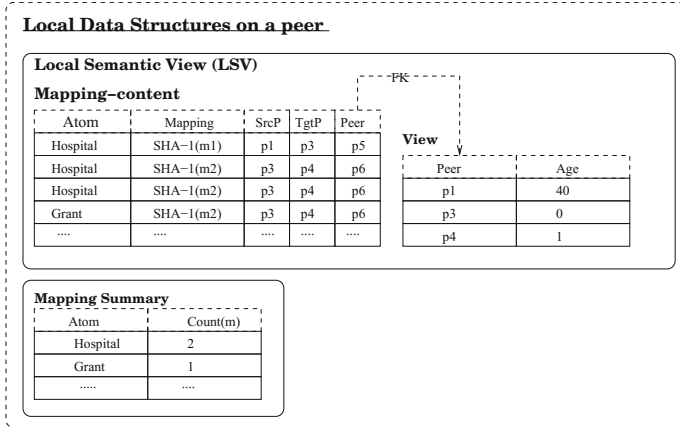 Local Data Structures on a peer
Local Semantic View (LSV)
FK
Mapping−content
Atom Mapping SrcP TgtP Peer
Hospital SHA−1(m1) p1 p3 p5
Hospital SHA−1(m2) p3 p4 p6
Hospital SHA−1(m2) p3 p4 p6
Grant SHA−1(m2) p3 p4 p6
.... .... .... .... ....
View
Peer Age
p1 40
p3 0
p4 1
Mapping Summary
Atom Count(m)
Hospital 2
Grant 1
..... ....